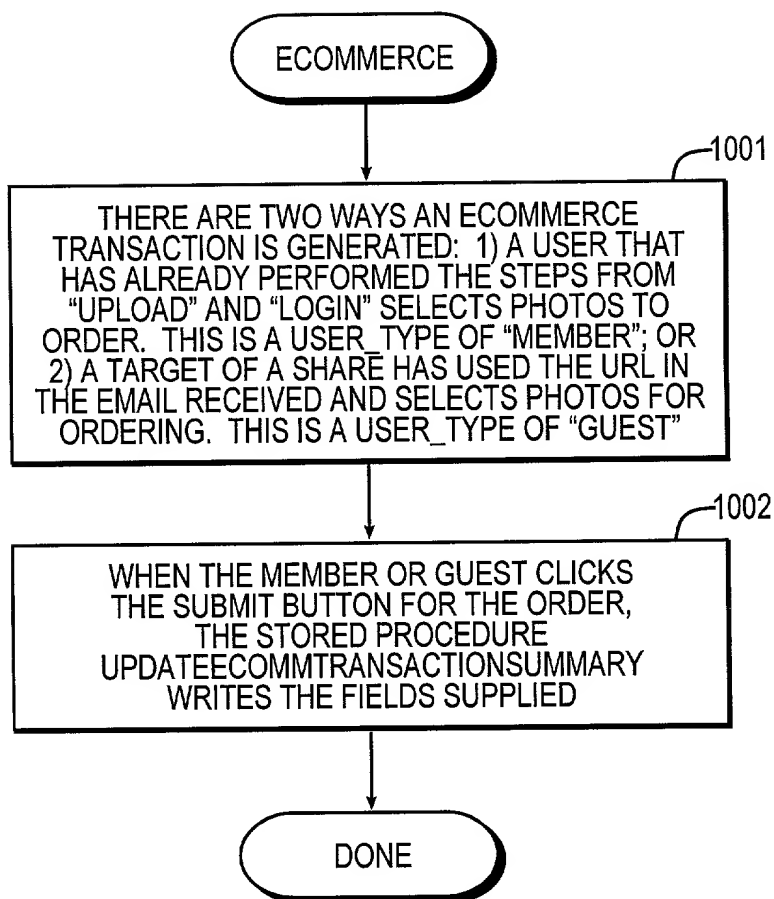 ECOMMERCE
1001
THERE ARE TWO WAYS AN ECOMMERCE
TRANSACTION IS GENERATED: 1) A USER THAT
HAS ALREADY PERFORMED THE STEPS FROM
“UPLOAD” AND “LOGIN” SELECTS PHOTOS TO
ORDER. THIS IS A USER_TYPE OF “MEMBER”; OR
2) A TARGET OF A SHARE HAS USED THE URL IN
THE EMAIL RECEIVED AND SELECTS PHOTOS FOR
ORDERING. THIS IS A USER_TYPE OF “GUEST”
1002
WHEN THE MEMBER OR GUEST CLICKS
THE SUBMIT BUTTON FOR THE ORDER,
THE STORED PROCEDURE
UPDATEECOMMTRANSACTIONSUMMARY
WRITES THE FIELDS SUPPLIED
DONE